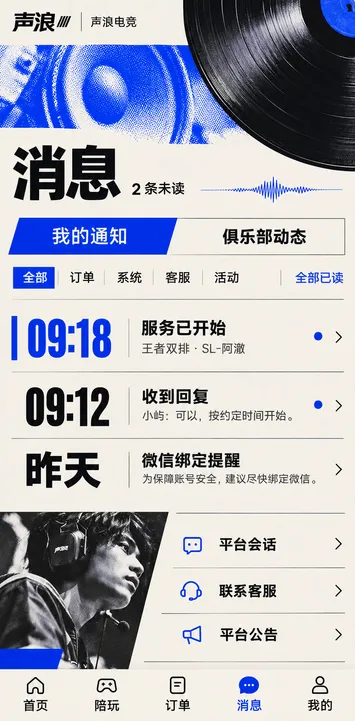 声浪 声浪电竞
消息 2 条未读
我的通知 俱乐部动态
全部 订单 系统 客服 活动 全部已读
09:18 服务已开始
王者双排 · SL-阿澈
09:12 收到回复
小屿：可以，按约定时间开始。
昨天 微信绑定提醒
为保障账号安全，建议尽快绑定微信。
声浪
平台会话
联系客服
平台公告
首页 陪玩 订单 消息 我的